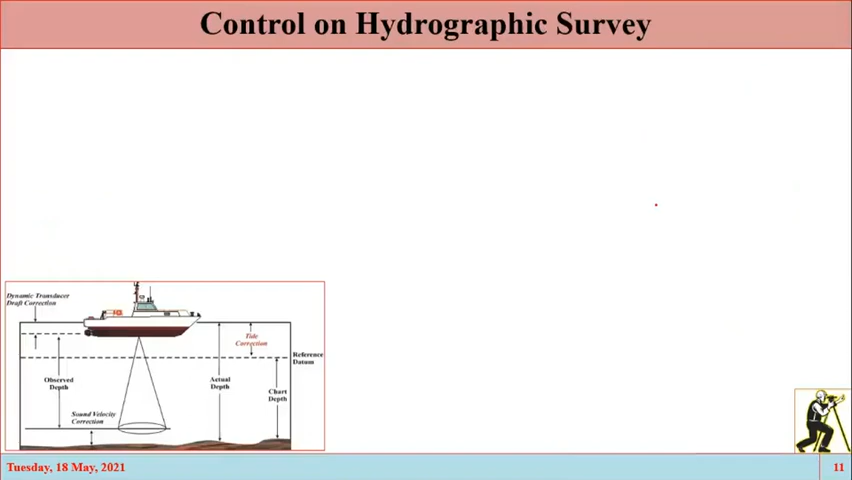 Control on Hydrographic Survey
Dynamic Transducer
Draft Correction
Tide
Correction
Reference
Datum
Observed
Depth
Actual
Depth
Chart
Depth
Sound Velocity
Correction
Tuesday, 18 May, 2021
11